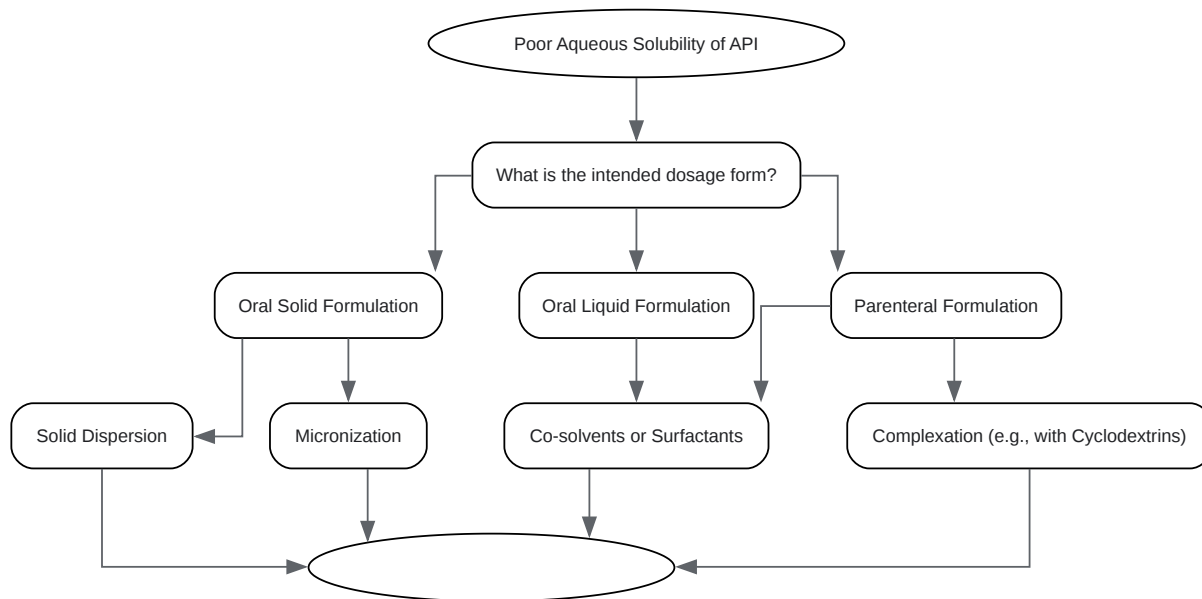 Poor Aqueous Solubility of API
What is the intended dosage form?
Oral Solid Formulation
Oral Liquid Formulation
Parenteral Formulation
Solid Dispersion
Micronization
Co-solvents or Surfactants
Complexation (e.g., with Cyclodextrins)